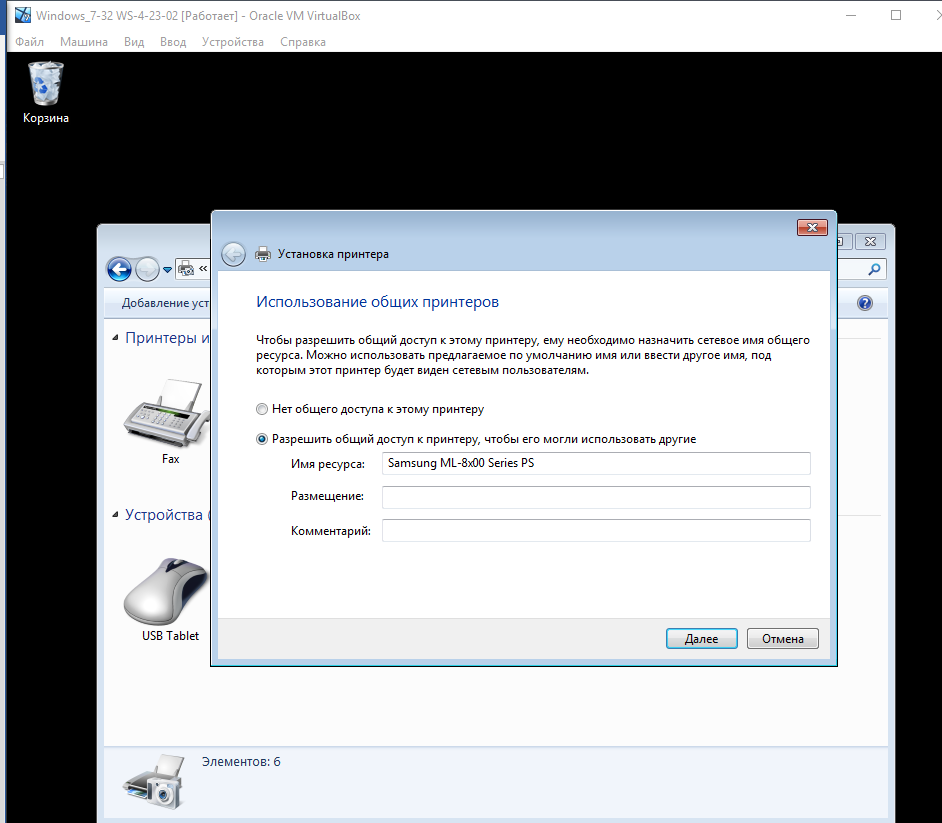 Windows_7-32 WS-4-23-02 [Работает] - Oracle VM VirtualBox
Файл Машина Вид Ввод Устройства Справка
Корзина
Установка принтера
«
Добавление уст
Использование общих принтеров
Принтеры и
Чтобы разрешить общий доступ к этому принтеру, ему необходимо назначить сетевое имя общего
ресурса. Можно использовать предлагаемое по умолчанию имя или ввести другое имя, под
которым этот принтер будет виден сетевым пользователям.
Нет общего доступа к этому принтеру
Разрешить общий доступ к принтеру, чтобы его могли использовать другие
Имя ресурса: Samsung ML-8x00 Series PS
Размещение:
Комментарий:
Fax
Устройства (
USB Tablet
Далее Отмена
Элементов: 6